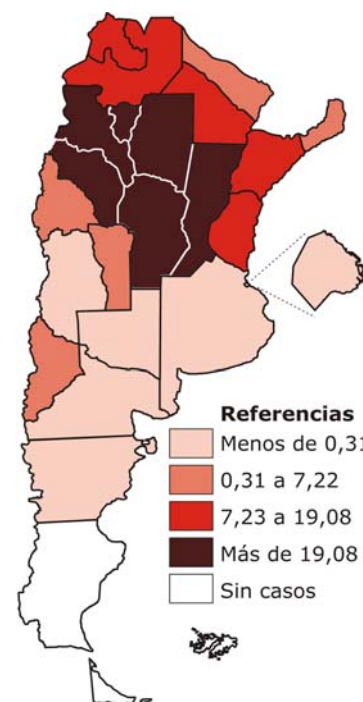 Referencias
Menos de 0,31
0,31 a 7,22
7,23 a 19,08
Más de 19,08
Sin casos